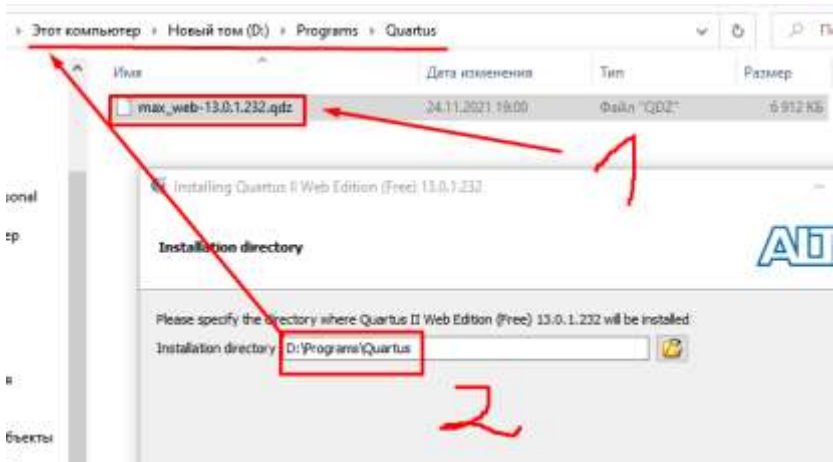 Этот компьютер › Новый том (D:) › Programs › Quartus
Имя
Дата изменения
Тип
Размер
max_web-13.0.1.232.qdz
24.11.2021 19:00
Файл "QDZ"
6 912 КБ
1
sonal
ер
Installing Quartus II Web Edition (Free) 13.0.1.232
Installation directory
Please specify the directory where Quartus II Web Edition (Free) 13.0.1.232 will be installed
Installation directory D:\Programs\Quartus
2
я
бъекты